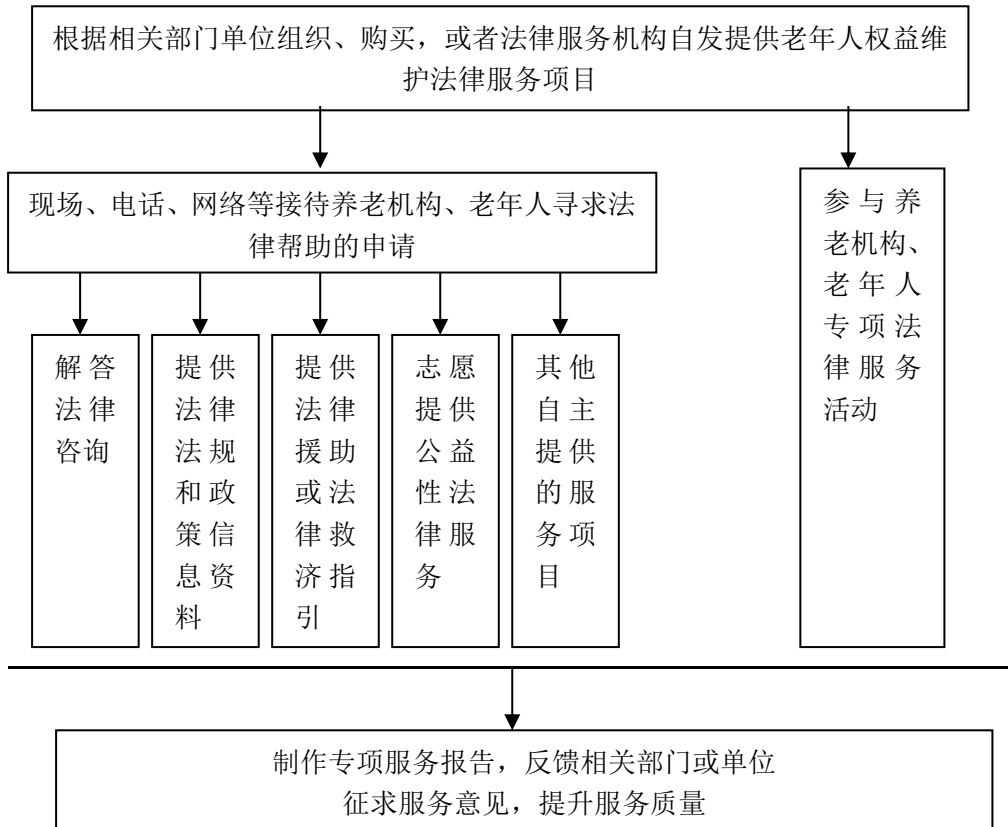 根据相关部门单位组织、购买，或者法律服务机构自发提供老年人权益维
护法律服务项目
现场、电话、网络等接待养老机构、老年人寻求法
律帮助的申请
参与养
老机构、
老年人
专项法
律服务
活动
解答
法律
咨询
提供
法律
法规
和政
策信
息资
料
提供
法律
援助
或法
律救
济指
引
志愿
提供
公益
性法
律服
务
其他
自主
提供
的服
务项
目
制作专项服务报告，反馈相关部门或单位
征求服务意见，提升服务质量